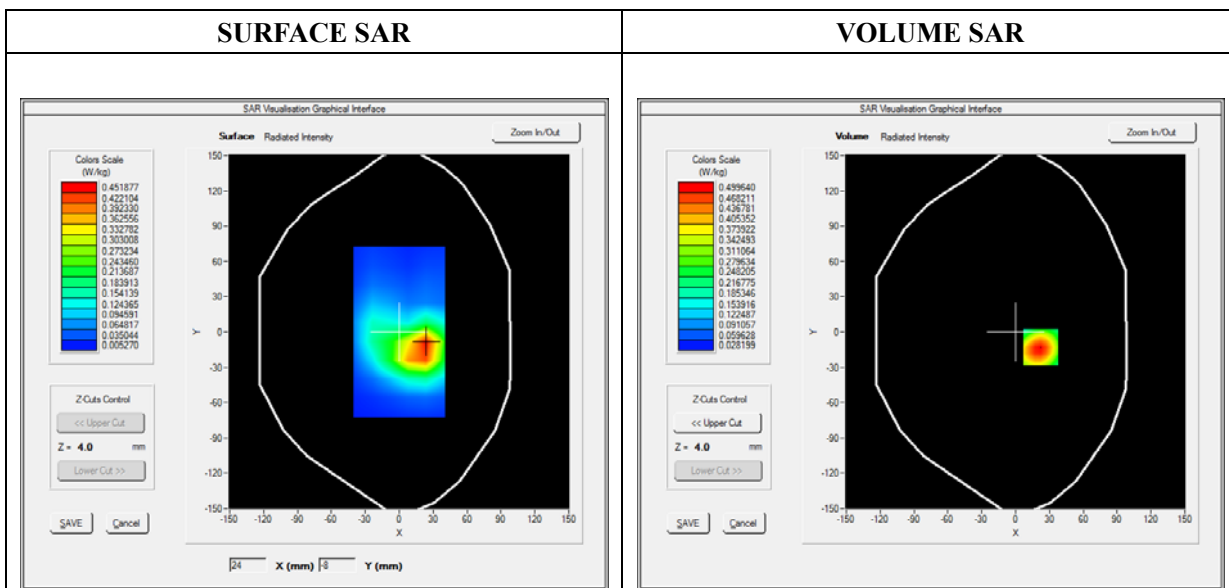 SURFACE SAR
VOLUME SAR
SAR Visualisation Graphical Interface
Surface Radiated Intensity
Zoom In/Out
Colors Scale
(W/kg)
0.451877
0.422104
0.392330
0.362556
0.332782
0.303008
0.273234
0.243460
0.213687
0.183913
0.154139
0.124365
0.094591
0.064817
0.035044
0.005270
150
120
90
60
30
0
-30
-60
-90
-120
-150
Y
-150 -120 -90 -60 -30 0 30 60 90 120 150
X
Z-Cuts Control
<< Upper Cut
Z = 4.0 mm
Lower Cut >>
SAVE Cancel
24 X (mm) -8 Y (mm)
SAR Visualisation Graphical Interface
Volume Radiated Intensity
Zoom In/Out
Colors Scale
(W/kg)
0.499640
0.468211
0.436781
0.405352
0.373922
0.342493
0.311064
0.279634
0.248205
0.216775
0.185346
0.153916
0.122487
0.091057
0.059628
0.028199
150
120
90
60
30
0
-30
-60
-90
-120
-150
Y
-150 -120 -90 -60 -30 0 30 60 90 120 150
X
Z-Cuts Control
<< Upper Cut
Z = 4.0 mm
Lower Cut >>
SAVE Cancel